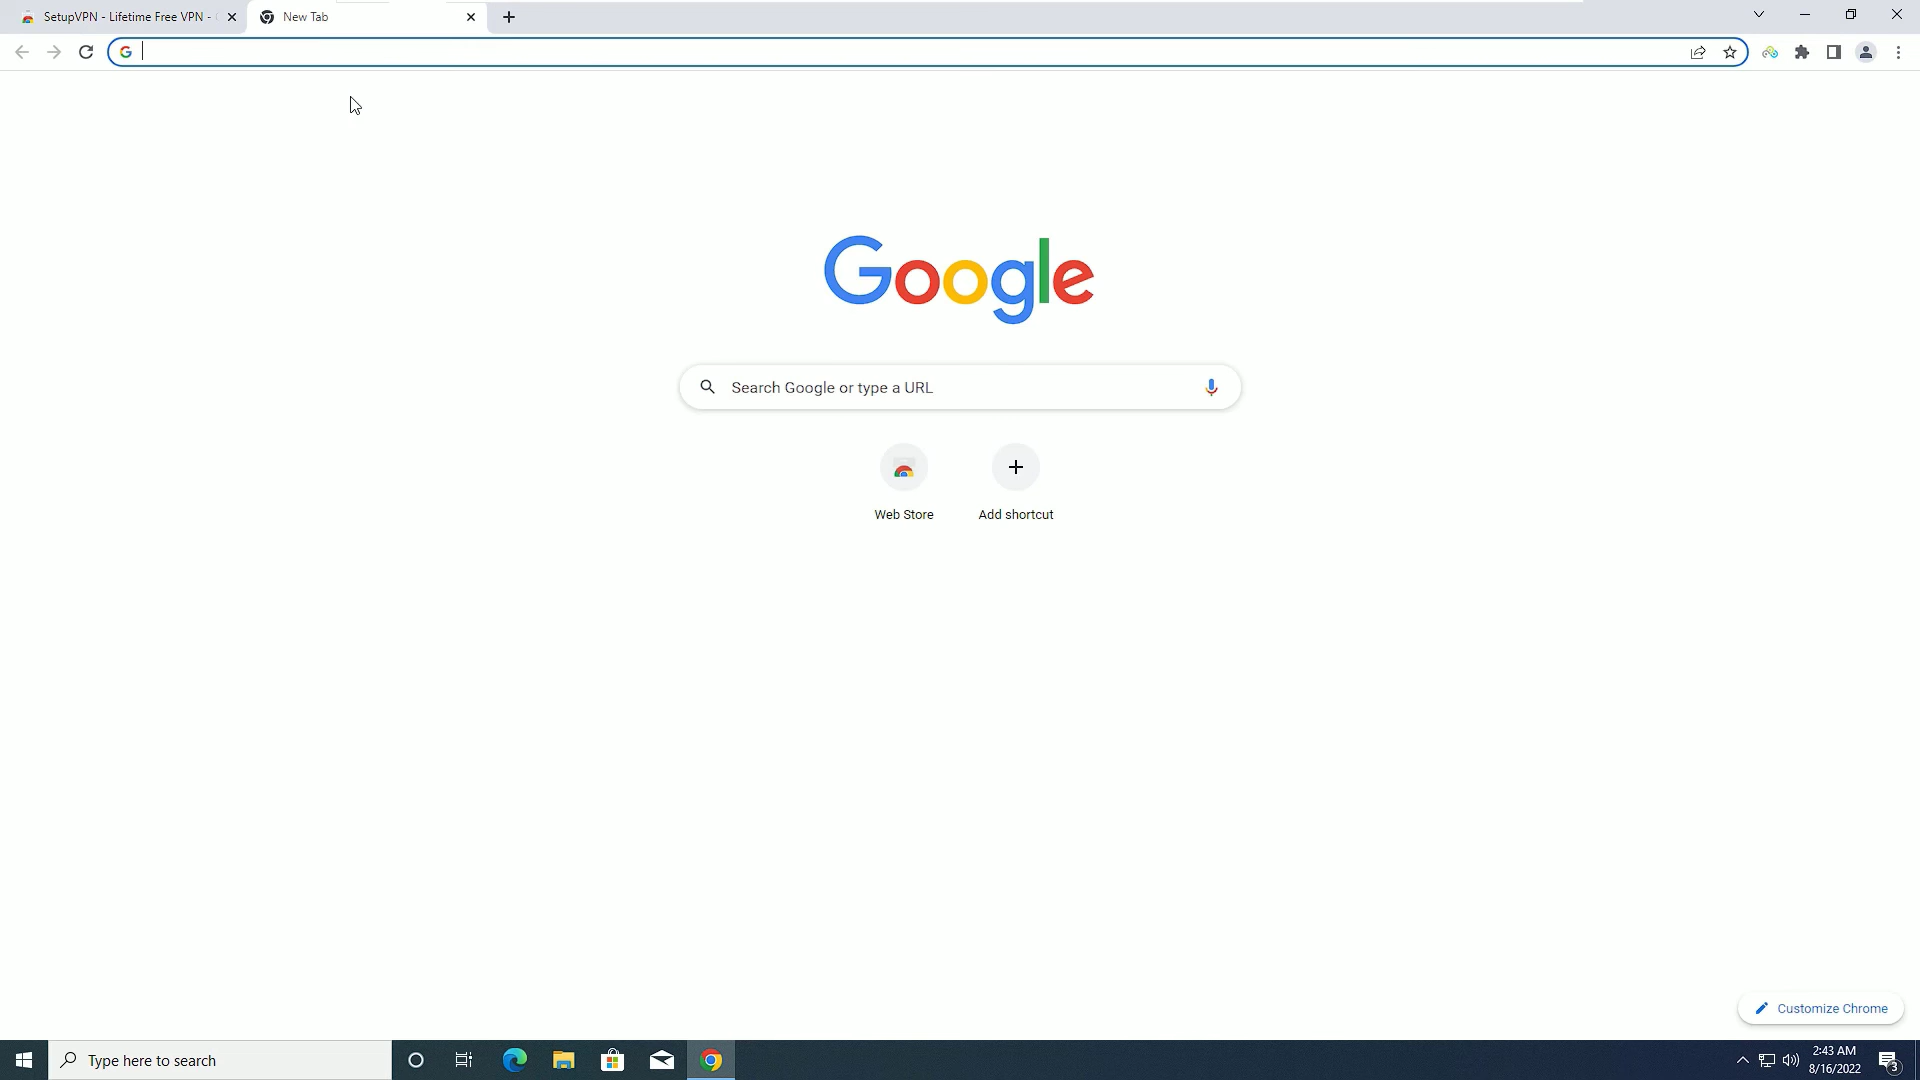 SetupVPN - Lifetime Free VPN -
New Tab
Google
Search Google or type a URL
Web Store
Add shortcut
Customize Chrome
Type here to search
2:43 AM
8/16/2022
3